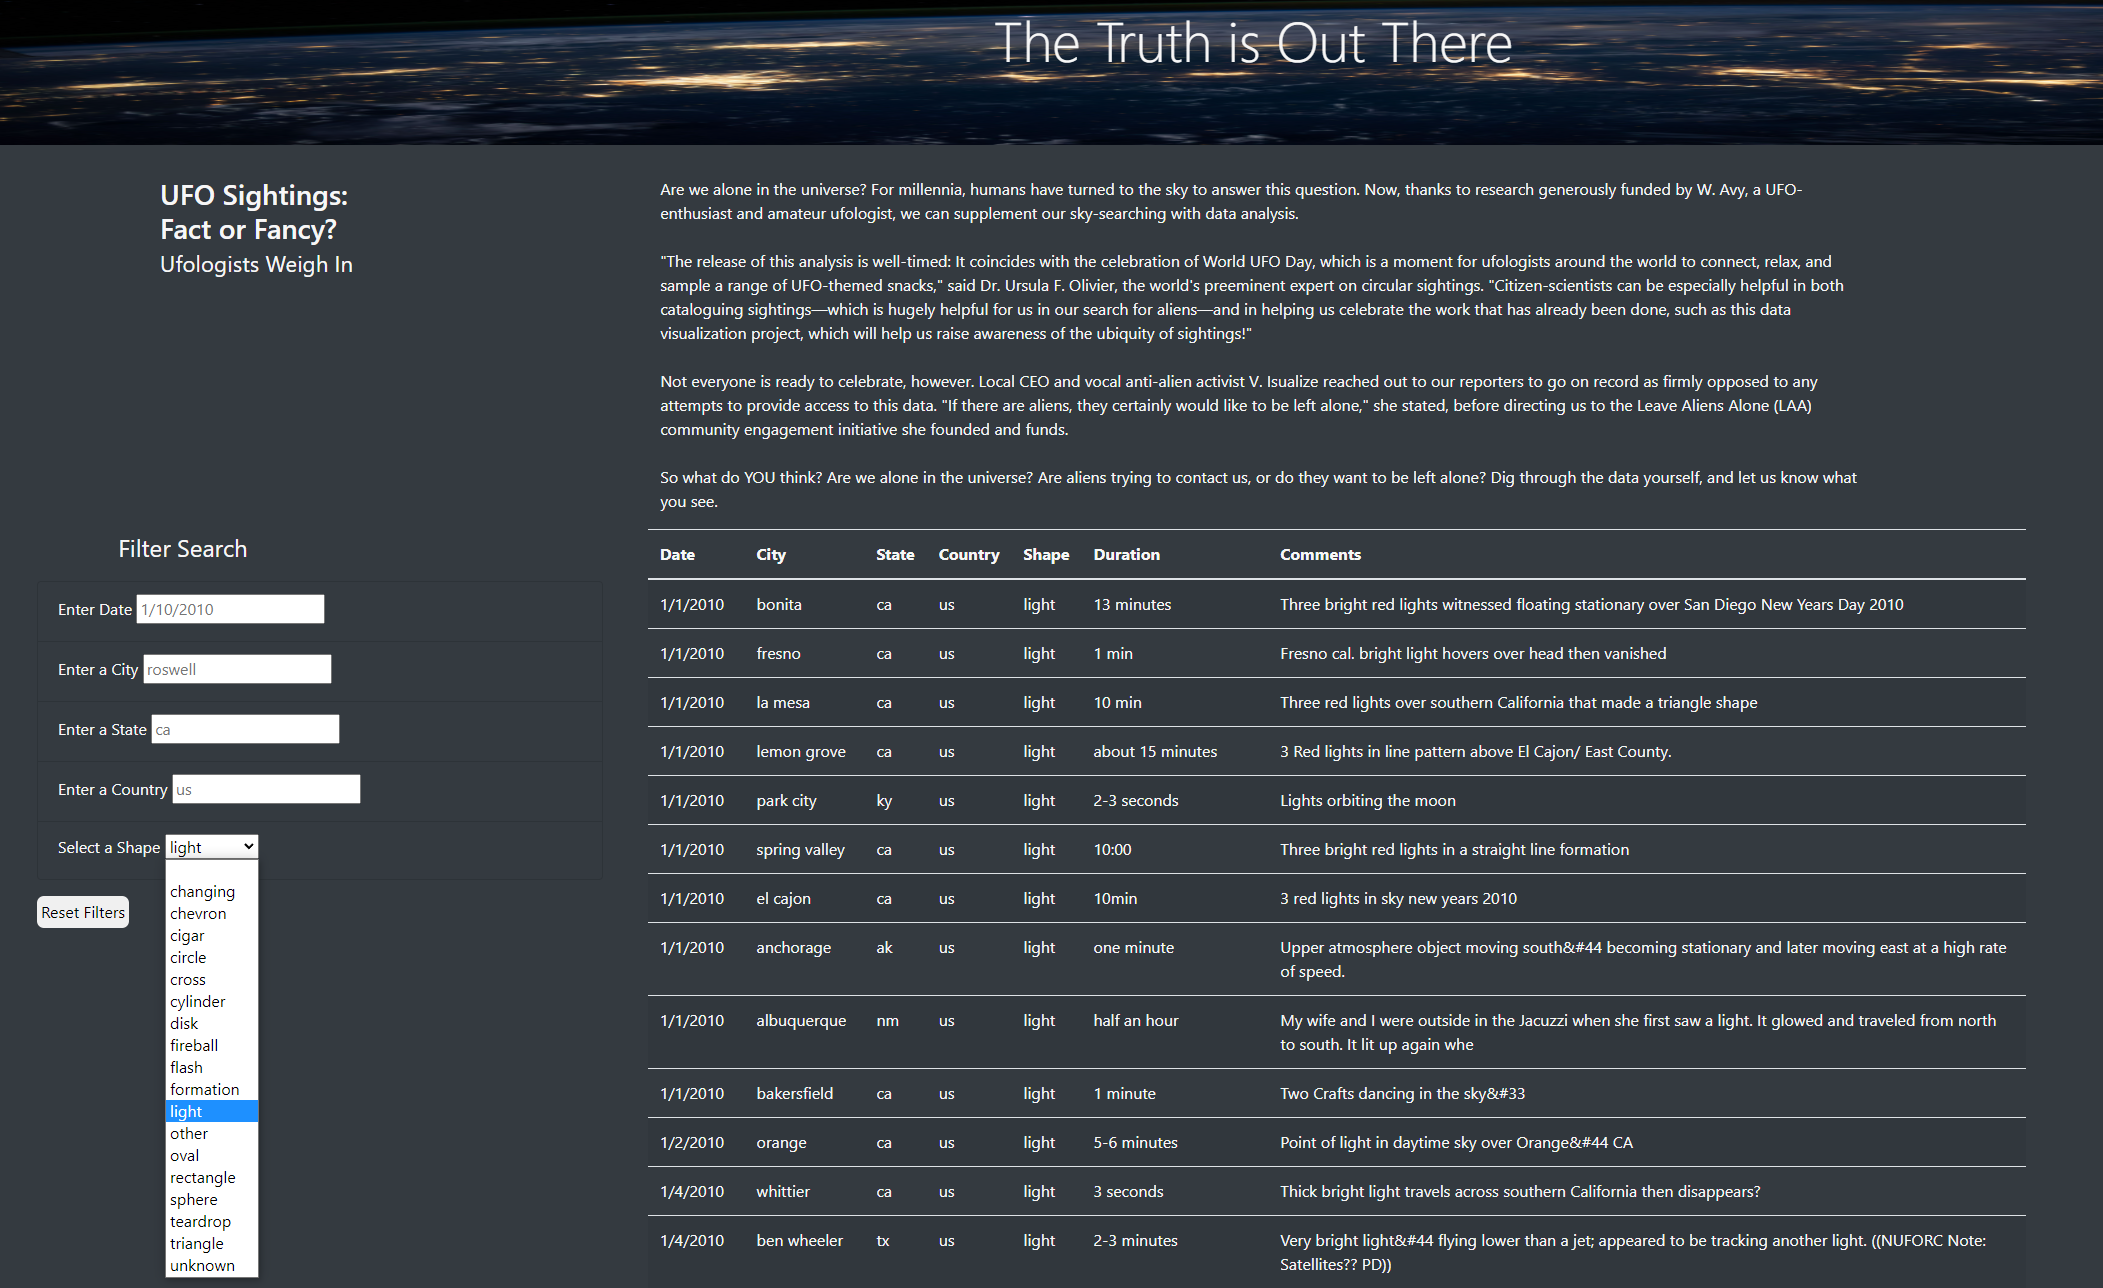 The Truth is Out There
UFO Sightings:
Fact or Fancy?
Ufologists Weigh In
Are we alone in the universe? For millennia, humans have turned to the sky to answer this question. Now, thanks to research generously funded by W. Avy, a UFO-
enthusiast and amateur ufologist, we can supplement our sky-searching with data analysis.
"The release of this analysis is well-timed: It coincides with the celebration of World UFO Day, which is a moment for ufologists around the world to connect, relax, and
sample a range of UFO-themed snacks," said Dr. Ursula F. Olivier, the world's preeminent expert on circular sightings. "Citizen-scientists can be especially helpful in both
cataloguing sightings—which is hugely helpful for us in our search for aliens—and in helping us celebrate the work that has already been done, such as this data
visualization project, which will help us raise awareness of the ubiquity of sightings!"
Not everyone is ready to celebrate, however. Local CEO and vocal anti-alien activist V. Isualize reached out to our reporters to go on record as firmly opposed to any
attempts to provide access to this data. "If there are aliens, they certainly would like to be left alone," she stated, before directing us to the Leave Aliens Alone (LAA)
community engagement initiative she founded and funds.
So what do YOU think? Are we alone in the universe? Are aliens trying to contact us, or do they want to be left alone? Dig through the data yourself, and let us know what
you see.
Filter Search
Enter Date 1/10/2010
Enter a City roswell
Enter a State ca
Enter a Country us
Select a Shape light
changing
chevron
cigar
circle
cross
cylinder
disk
fireball
flash
formation
light
other
oval
rectangle
sphere
teardrop
triangle
unknown
Reset Filters
Date City State Country Shape Duration Comments
1/1/2010 bonita ca us light 13 minutes Three bright red lights witnessed floating stationary over San Diego New Years Day 2010
1/1/2010 fresno ca us light 1 min Fresno cal. bright light hovers over head then vanished
1/1/2010 la mesa ca us light 10 min Three red lights over southern California that made a triangle shape
1/1/2010 lemon grove ca us light about 15 minutes 3 Red lights in line pattern above El Cajon/ East County.
1/1/2010 park city ky us light 2-3 seconds Lights orbiting the moon
1/1/2010 spring valley ca us light 10:00 Three bright red lights in a straight line formation
1/1/2010 el cajon ca us light 10min 3 red lights in sky new years 2010
1/1/2010 anchorage ak us light one minute Upper atmosphere object moving south&#44 becoming stationary and later moving east at a high rate
of speed.
1/1/2010 albuquerque nm us light half an hour My wife and I were outside in the Jacuzzi when she first saw a light. It glowed and traveled from north
to south. It lit up again whe
1/1/2010 bakersfield ca us light 1 minute Two Crafts dancing in the sky&#33
1/2/2010 orange ca us light 5-6 minutes Point of light in daytime sky over Orange&#44 CA
1/4/2010 whittier ca us light 3 seconds Thick bright light travels across southern California then disappears?
1/4/2010 ben wheeler tx us light 2-3 minutes Very bright light&#44 flying lower than a jet; appeared to be tracking another light. ((NUFORC Note:
Satellites?? PD))